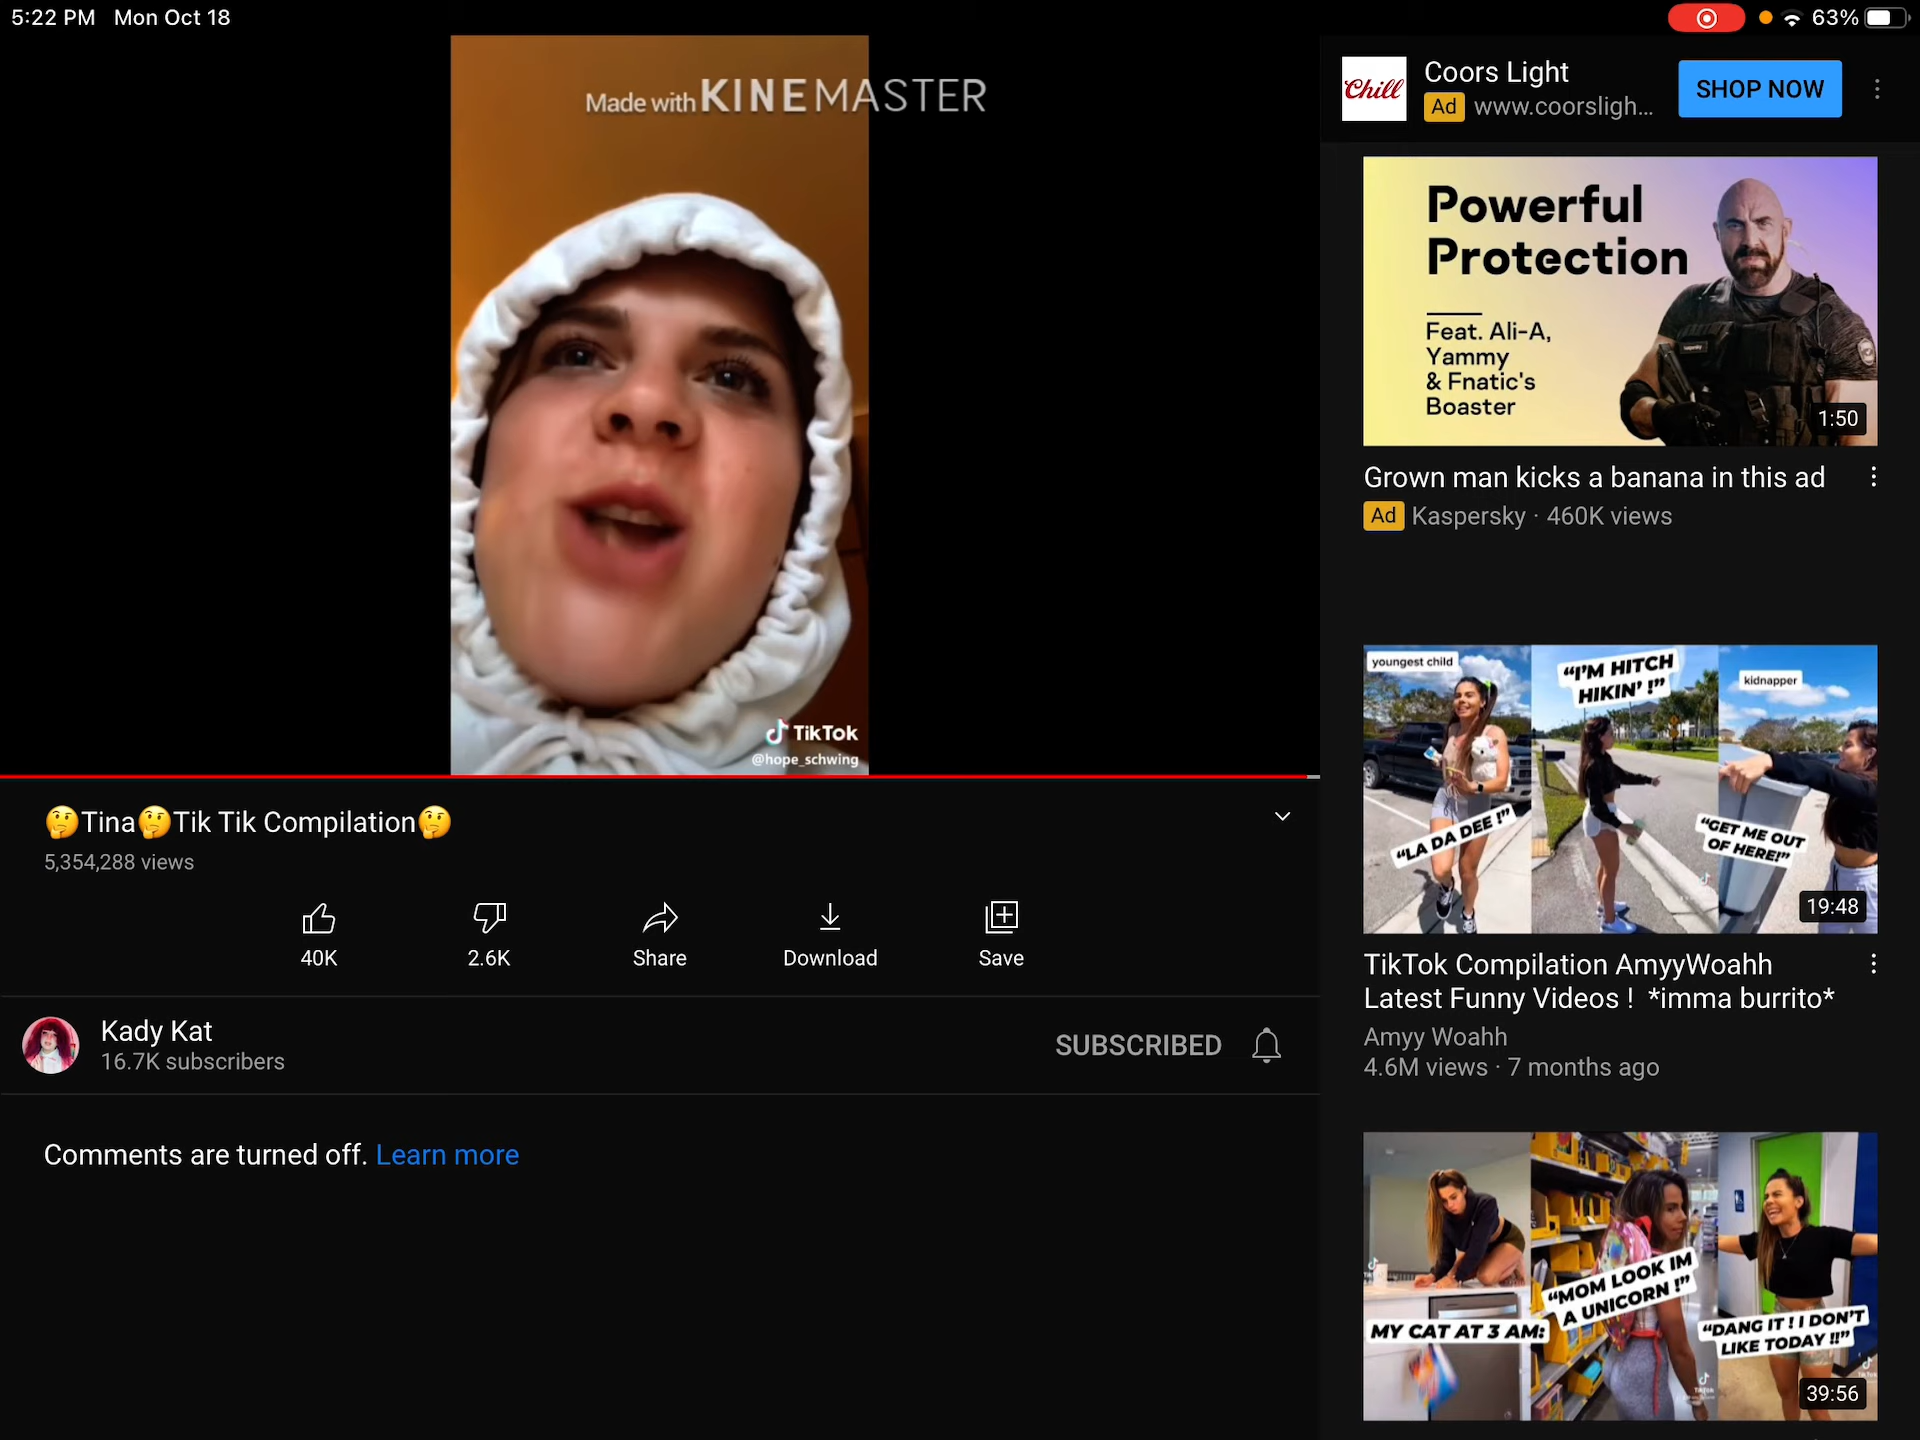 5:22 PM Mon Oct 18
63%
Made with KINEMASTER
TikTok
@hope_schwing
🤔Tina🤔Tik Tik Compilation🤔
5,354,288 views
40K
2.6K
Share
Download
Save
Kady Kat
16.7K subscribers
SUBSCRIBED
Comments are turned off. Learn more
Chill
Coors Light
Ad www.coorsligh...
SHOP NOW
Powerful
Protection
Feat. Ali-A,
Yammy
& Fnatic's
Boaster
1:50
Grown man kicks a banana in this ad
Ad Kaspersky · 460K views
youngest child
"LA DA DEE !"
"I'M HITCH
HIKIN' !"
kidnapper
"GET ME OUT
OF HERE!"
19:48
TikTok Compilation AmyyWoahh
Latest Funny Videos ! *imma burrito*
Amyy Woahh
4.6M views · 7 months ago
MY CAT AT 3 AM:
"MOM LOOK IM
A UNICORN !"
"DANG IT ! I DON'T
LIKE TODAY !!"
39:56